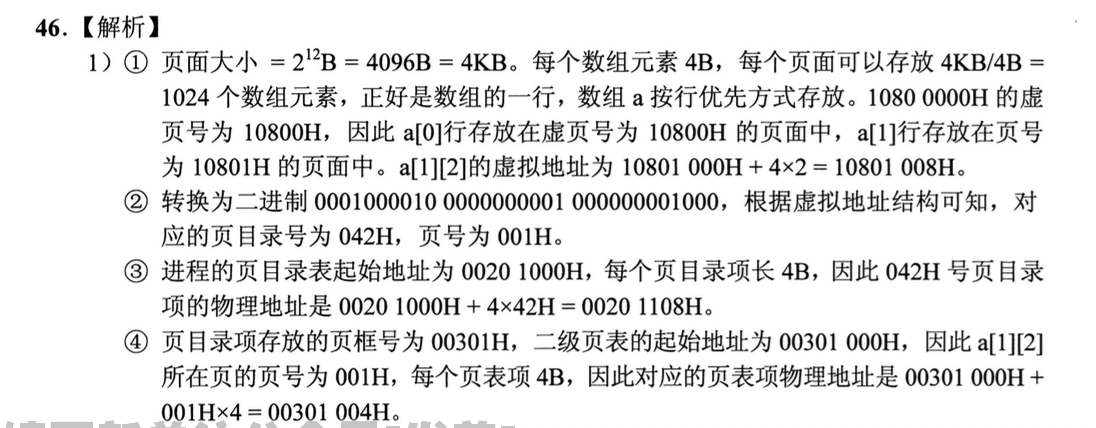 46.【解析】
1）① 页面大小 = 2¹²B = 4096B = 4KB。每个数组元素 4B，每个页面可以存放 4KB/4B =
1024 个数组元素，正好是数组的一行，数组 a 按行优先方式存放。1080 0000H 的虚
页号为 10800H，因此 a[0]行存放在虚页号为 10800H 的页面中，a[1]行存放在页号
为 10801H 的页面中。a[1][2]的虚拟地址为 10801 000H + 4×2 = 10801 008H。
② 转换为二进制 0001000010 0000000001 000000001000，根据虚拟地址结构可知，对
应的页目录号为 042H，页号为 001H。
③ 进程的页目录表起始地址为 0020 1000H，每个页目录项长 4B，因此 042H 号页目录
项的物理地址是 0020 1000H + 4×42H = 0020 1108H。
④ 页目录项存放的页框号为 00301H，二级页表的起始地址为 00301 000H，因此 a[1][2]
所在页的页号为 001H，每个页表项 4B，因此对应的页表项物理地址是 00301 000H +
001H×4 = 00301 004H。